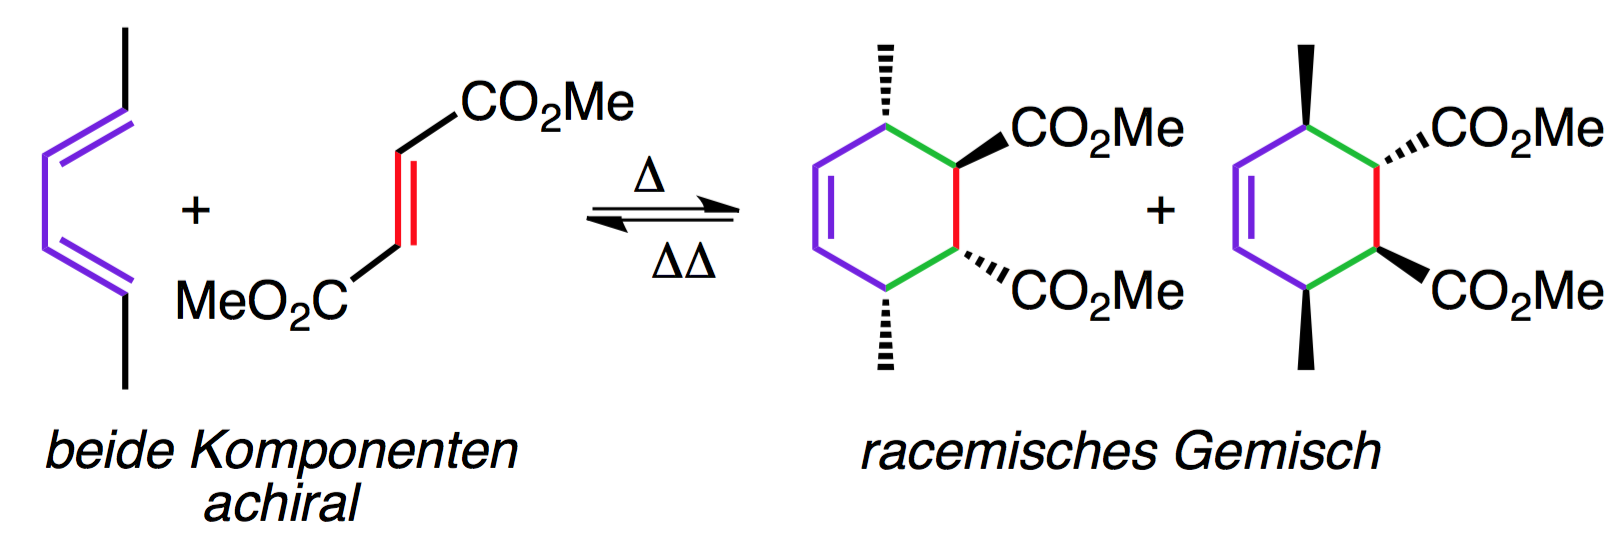 CO₂Me
MeO₂C
+
Δ
ΔΔ
CO₂Me
CO₂Me
+
CO₂Me
CO₂Me
beide Komponenten
achiral
racemisches Gemisch